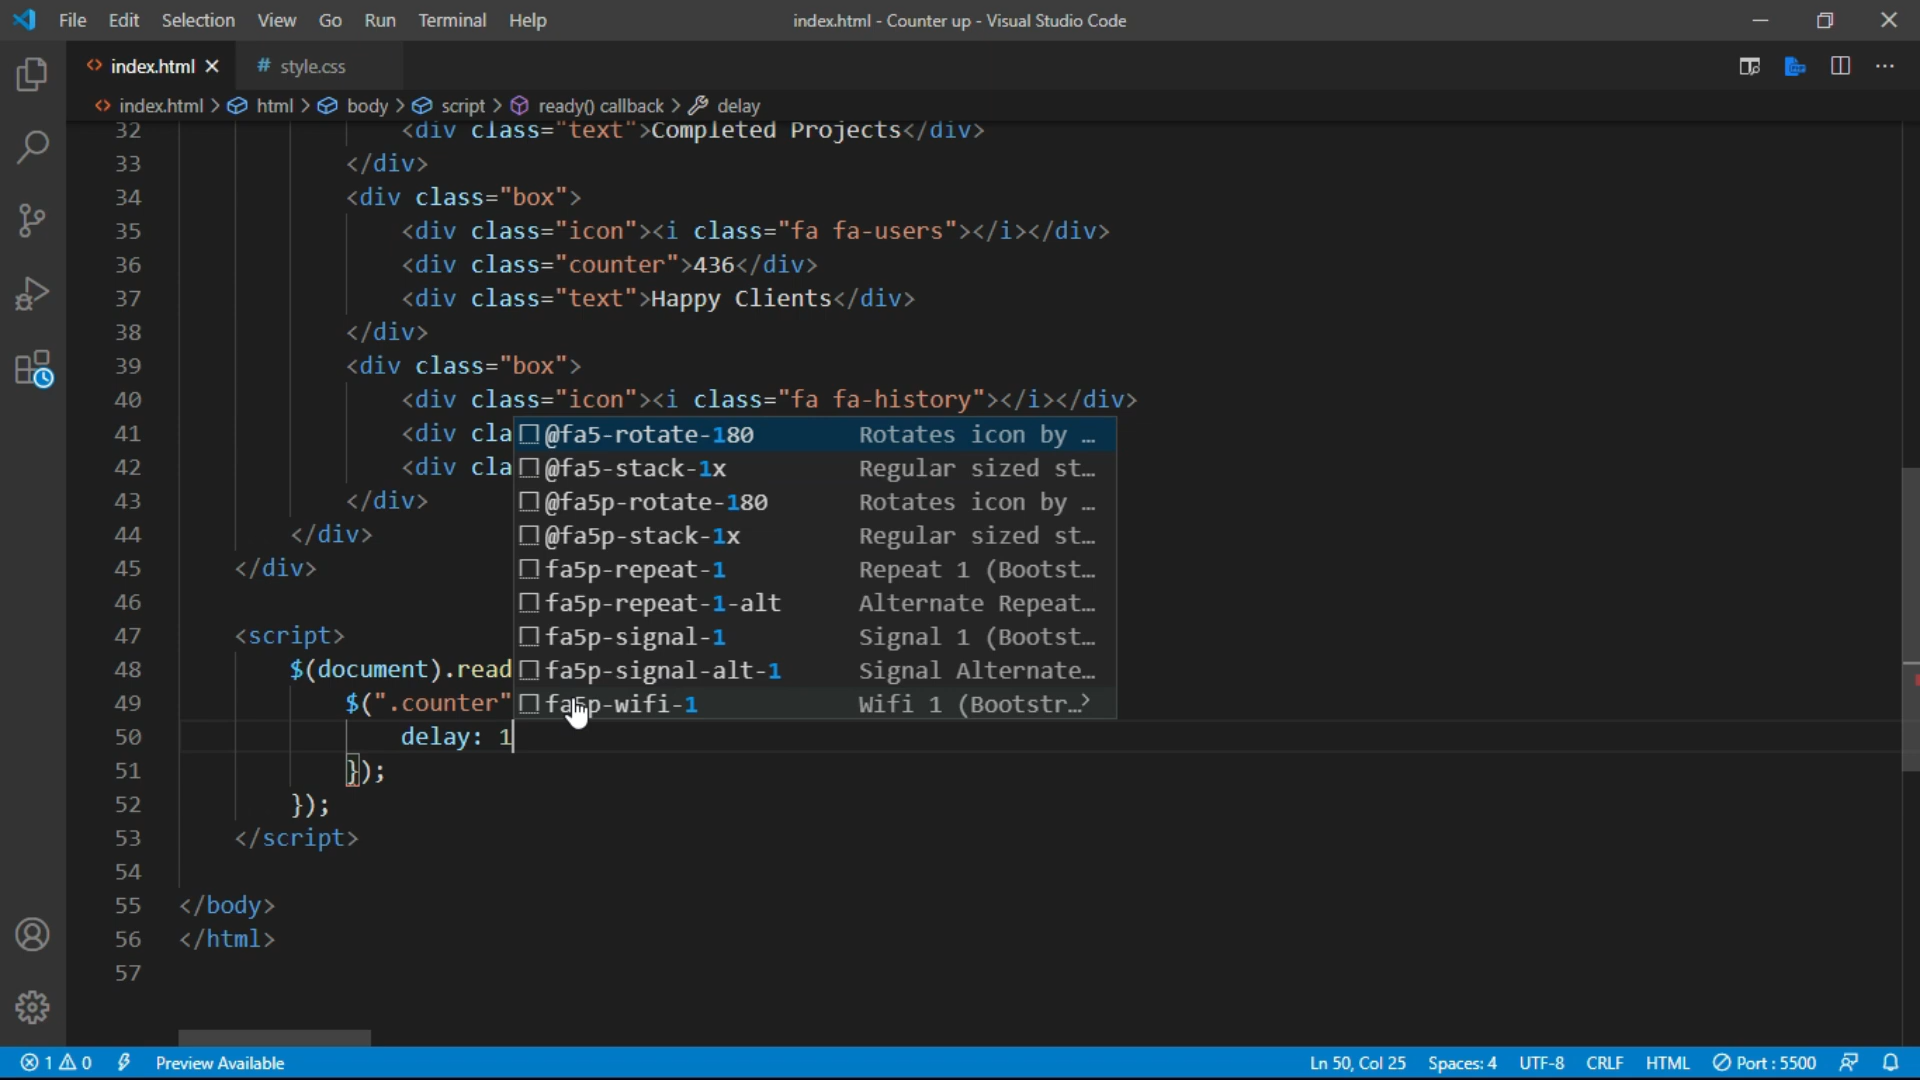 File Edit Selection View Go Run Terminal Help index.html - Counter up - Visual Studio Code
<> index.html × # style.css
<> index.html > html > body > script > ready() callback > delay
32 <div class="text">Completed Projects</div>
33 </div>
34 <div class="box">
35 <div class="icon"><i class="fa fa-users"></i></div>
36 <div class="counter">436</div>
37 <div class="text">Happy Clients</div>
38 </div>
39 <div class="box">
40 <div class="icon"><i class="fa fa-history"></i></div>
41 <div cla @fa5-rotate-180 Rotates icon by …
42 <div cla @fa5-stack-1x Regular sized st…
43 </div> @fa5p-rotate-180 Rotates icon by …
44 </div> @fa5p-stack-1x Regular sized st…
45 </div> fa5p-repeat-1 Repeat 1 (Bootst…
46 fa5p-repeat-1-alt Alternate Repeat…
47 <script> fa5p-signal-1 Signal 1 (Bootst…
48 $(document).read fa5p-signal-alt-1 Signal Alternate…
49 $(".counter" fa5p-wifi-1 Wifi 1 (Bootstr…>
50 delay: 1
51 });
52 });
53 </script>
54
55 </body>
56 </html>
57
1 0 Preview Available Ln 50, Col 25 Spaces: 4 UTF-8 CRLF HTML Port : 5500